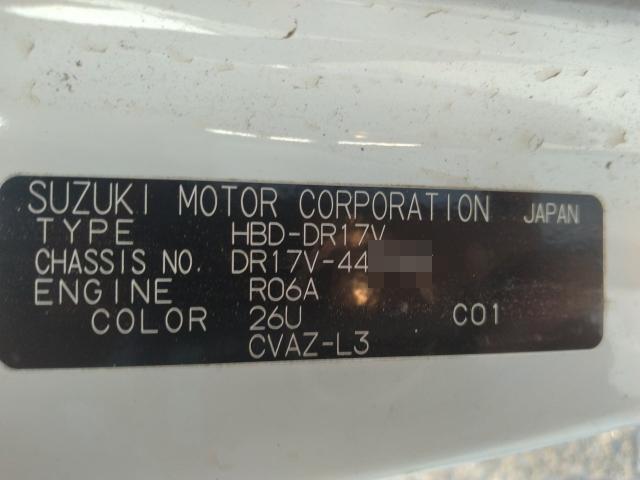 SUZUKI MOTOR CORPORATION JAPAN
TYPE HBD-DR17V
CHASSIS NO. DR17V-44
ENGINE R06A
COLOR 26U C01
CVAZ-L3